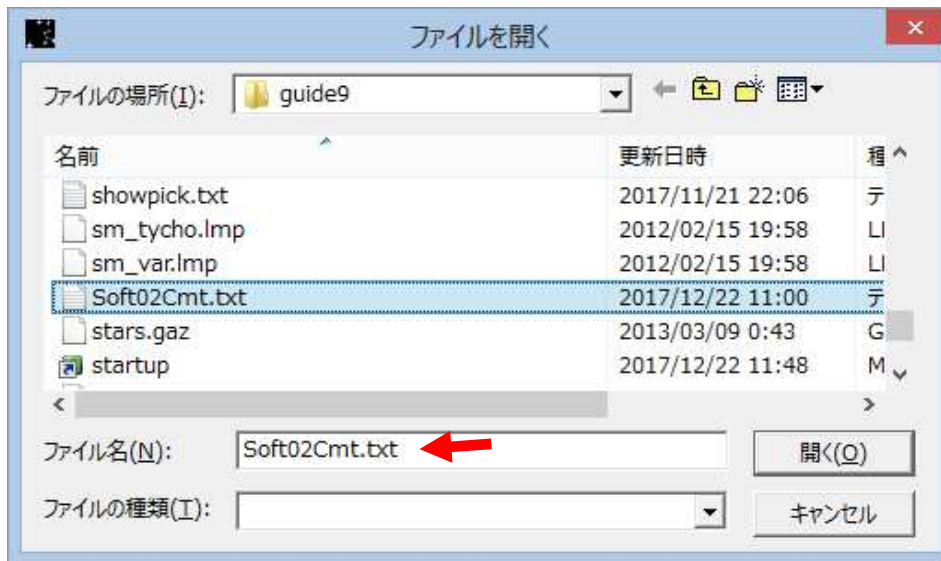 ファイルを開く
ファイルの場所(I): guide9
名前 更新日時 種
showpick.txt 2017/11/21 22:06 テ
sm_tycho.lmp 2012/02/15 19:58 LI
sm_var.lmp 2012/02/15 19:58 LI
Soft02Cmt.txt 2017/12/22 11:00 テ
stars.gaz 2013/03/09 0:43 G
startup 2017/12/22 11:48 M
ファイル名(N): Soft02Cmt.txt 開く(O)
ファイルの種類(T): キャンセル